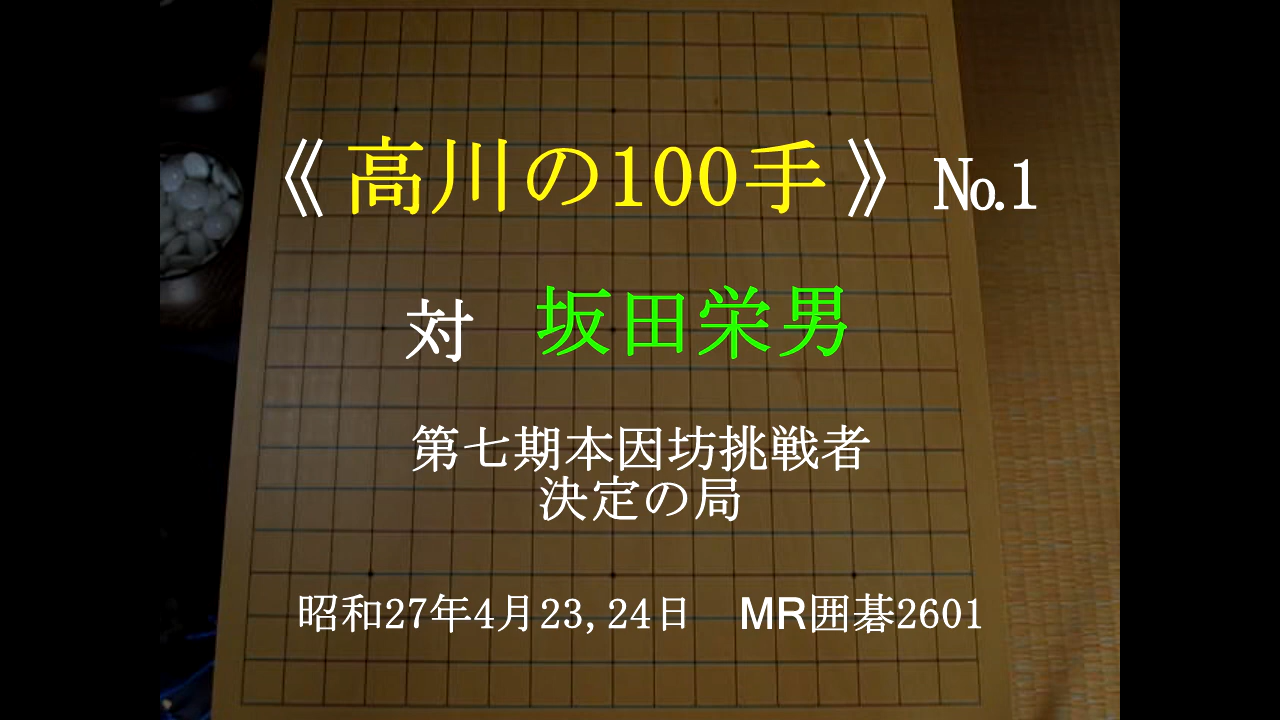 《高川の100手》 №.1
対 坂田栄男
第七期本因坊挑戦者
決定の局
昭和27年4月23,24日 MR囲碁2601